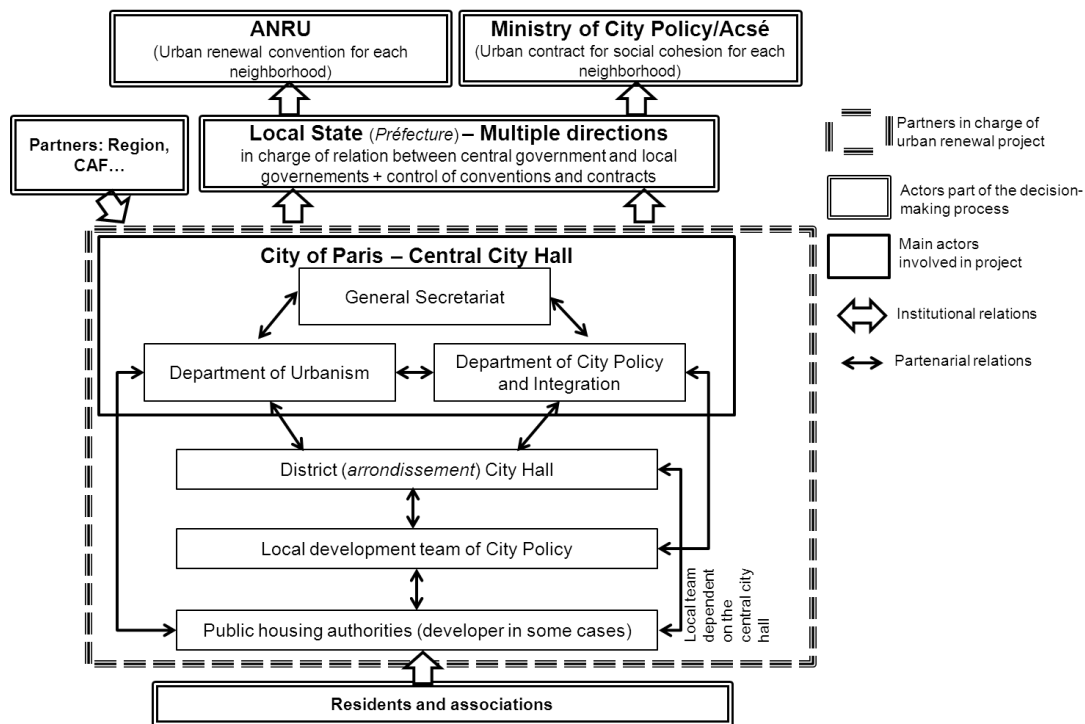 ANRU
(Urban renewal convention for each
neighborhood)
Ministry of City Policy/Acsé
(Urban contract for social cohesion for each
neighborhood)
Partners: Region,
CAF…
Local State (Préfecture) – Multiple directions
in charge of relation between central government and local
governements + control of conventions and contracts
Partners in charge of
urban renewal project
Actors part of the decision-
making process
Main actors
involved in project
Institutional relations
Partenarial relations
City of Paris – Central City Hall
General Secretariat
Department of Urbanism
Department of City Policy
and Integration
District (arrondissement) City Hall
Local development team of City Policy
Public housing authorities (developer in some cases)
Local team
dependent
on the
central city
hall
Residents and associations